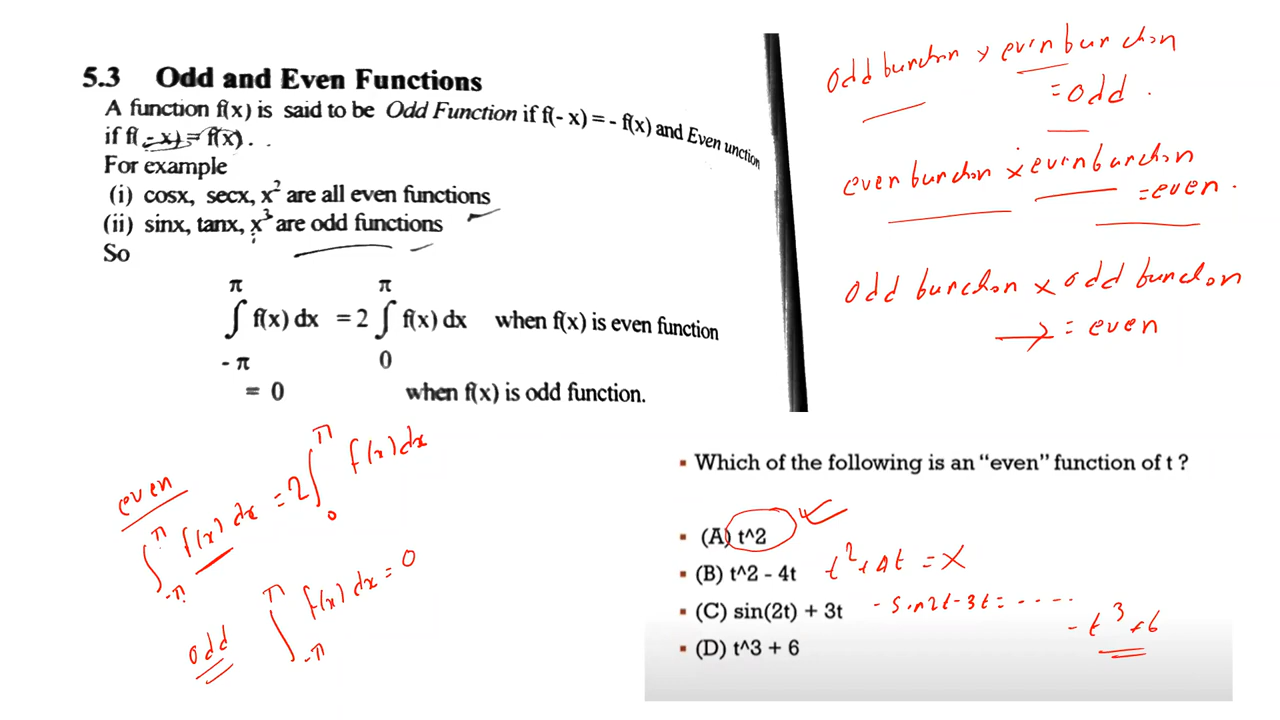 5.3 Odd and Even Functions
A function f(x) is said to be Odd Function if f(- x) = - f(x) and Even unction
if f( - x) = f(x) .
For example
(i) cosx, secx, x² are all even functions
(ii) sinx, tanx, x³ are odd functions
So
π π
∫ f(x) dx = 2 ∫ f(x) dx when f(x) is even function
- π 0
= 0 when f(x) is odd function.
odd function × even function
= odd .
even function × even function
= even .
odd function × odd function
→ = even
even
∫_{-π}^{π} f(x) dx = 2 ∫_{0}^{π} f(x) dx
odd ∫_{-π}^{π} f(x) dx = 0
▪ Which of the following is an “even” function of t ?
▪ (A) t^2
▪ (B) t^2 - 4t t² + 4t = X
▪ (C) sin(2t) + 3t - sin2t - 3t = ......
▪ (D) t^3 + 6 - t³ + 6